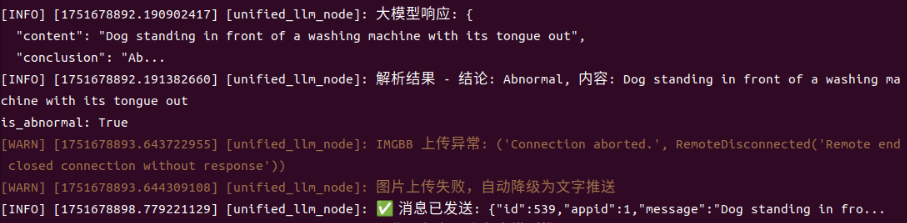 [INFO] [1751678892.190902417] [unified_llm_node]: 大模型响应: {
  "content": "Dog standing in front of a washing machine with its tongue out",
  "conclusion": "Ab...
[INFO] [1751678892.191382660] [unified_llm_node]: 解析结果 - 结论: Abnormal, 内容: Dog standing in front of a washing ma
chine with its tongue out
is_abnormal: True
[WARN] [1751678893.643722955] [unified_llm_node]: IMGBB 上传异常: ('Connection aborted.', RemoteDisconnected('Remote end
 closed connection without response'))
[WARN] [1751678893.644309108] [unified_llm_node]: 图片上传失败，自动降级为文字推送
[INFO] [1751678898.779221129] [unified_llm_node]: ✅ 消息已发送: {"id":539,"appid":1,"message":"Dog standing in fro...